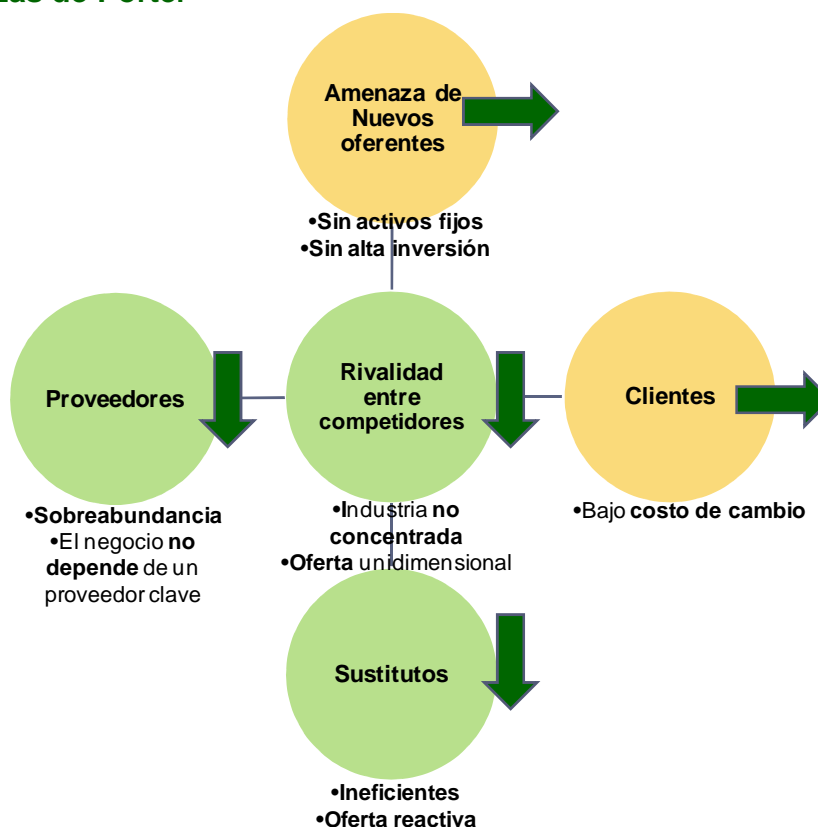 Amenaza de
Nuevos
oferentes
•Sin activos fijos
•Sin alta inversión
Proveedores
•Sobreabundancia
•El negocio no
depende de un
proveedor clave
Rivalidad
entre
competidores
•Industria no
concentrada
•Oferta unidimensional
Clientes
•Bajo costo de cambio
Sustitutos
•Ineficientes
•Oferta reactiva